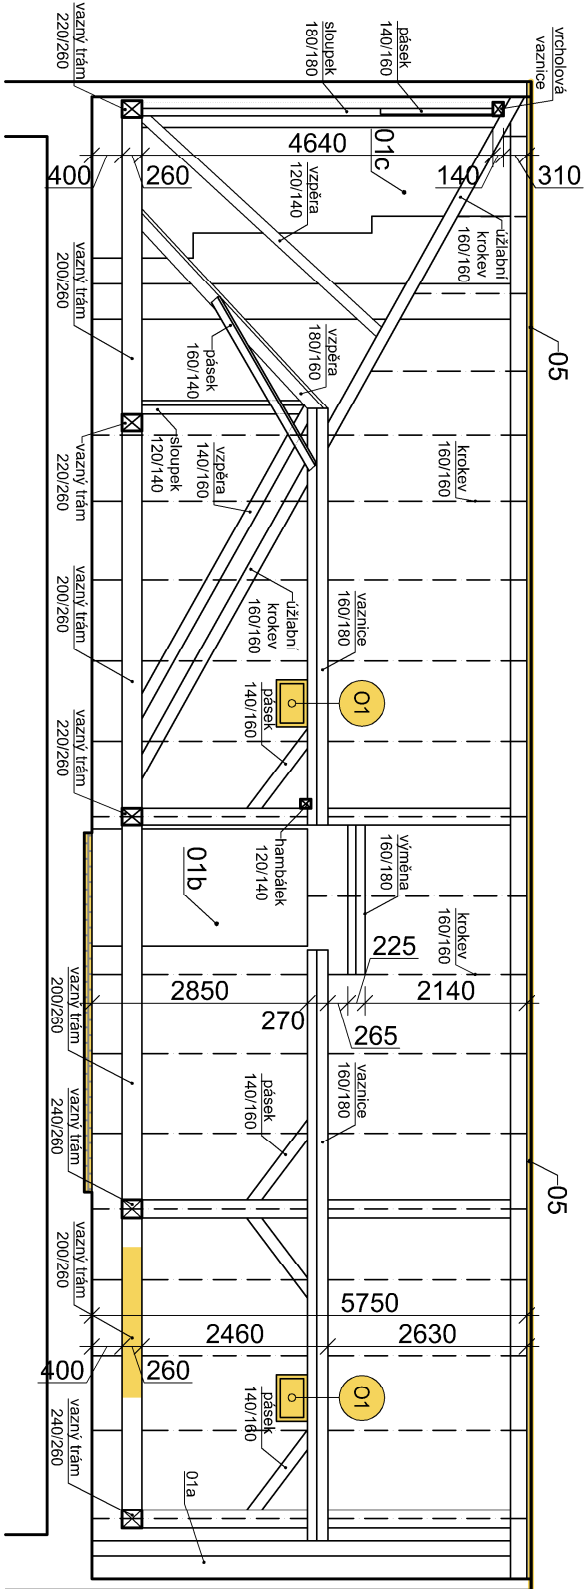 vazný trám
220/260
sloupek
180/180
pásek
140/160
vrcholová
vaznice
400
260
4640
140
310
01c
vzpěra
120/140
úžlabní
krokev
160/160
vazný trám
200/260
pásek
160/140
vzpěra
180/160
05
vazný trám
220/260
sloupek
120/140
vzpěra
140/160
krokev
160/160
vazný trám
200/260
úžlabní
krokev
160/160
vaznice
160/180
pásek
140/160
O1
vazný trám
220/260
hambálek
120/140
01b
výměna
160/180
krokev
160/160
2850
270
265
225
2140
vazný trám
200/260
pásek
140/160
vaznice
160/180
vazný trám
240/260
05
vazný trám
200/260
5750
400
260
2460
2630
pásek
140/160
O1
vazný trám
240/260
01a